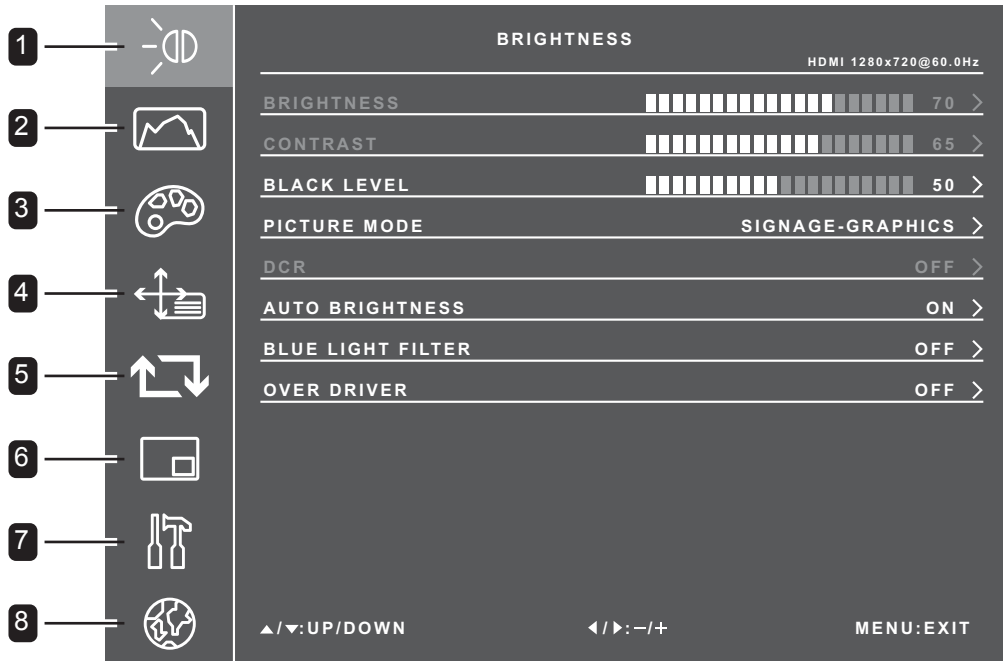 BRIGHTNESS
HDMI 1280x720@60.0Hz
1
BRIGHTNESS 70 >
2
CONTRAST 65 >
BLACK LEVEL 50 >
3
PICTURE MODE SIGNAGE-GRAPHICS >
DCR OFF >
4
AUTO BRIGHTNESS ON >
BLUE LIGHT FILTER OFF >
5
OVER DRIVER OFF >
6
7
8
▲/▼:UP/DOWN ◀/▶:−/+ MENU:EXIT